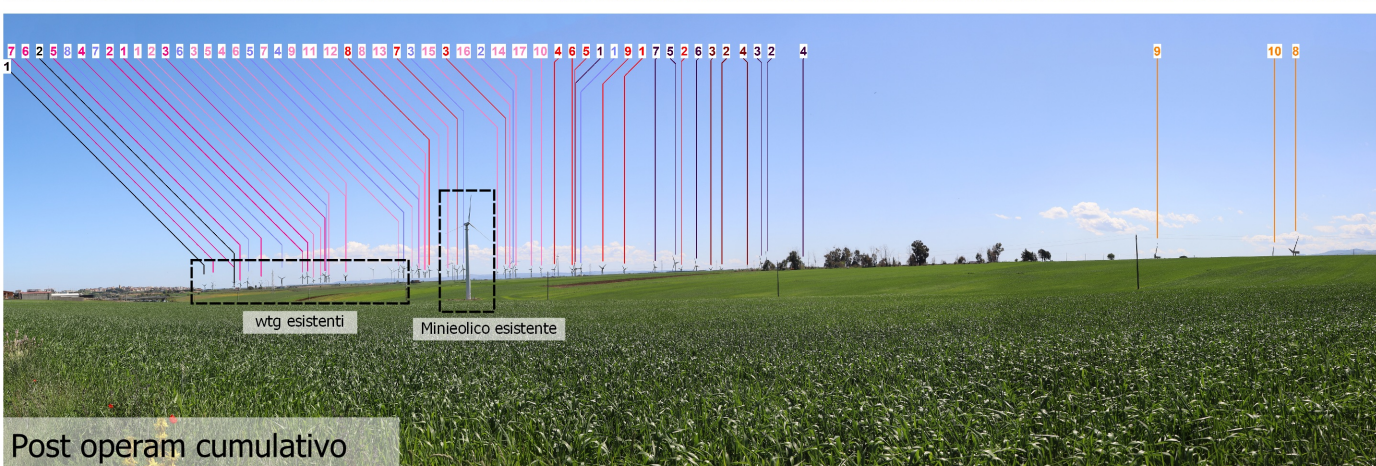 7 6 2 5 8 4 7 2 1 1 2 3 6 3 5 4 6 5 7 4 9 11 12 8 8 13 7 3 15 3 16 2 14 17 10 4 6 5 1 1 9 1 7 5 2 6 3 2 4 3 2 4 9 10 8
1
wtg esistenti
Minieolico esistente
Post operam cumulativo